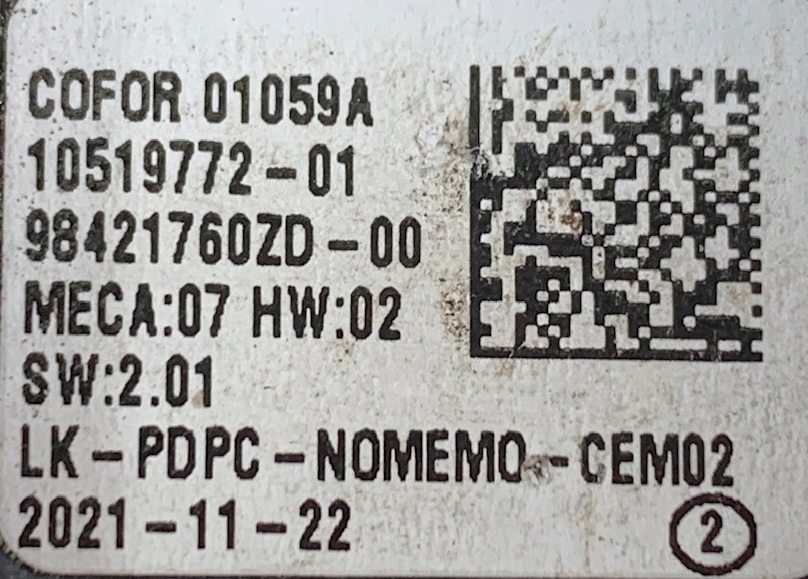 COFOR 01059A
10519772-01
98421760ZD-00
MECA:07 HW:02
SW:2.01
LK-PDPC-NOMEMO-CEM02
2021-11-22
2